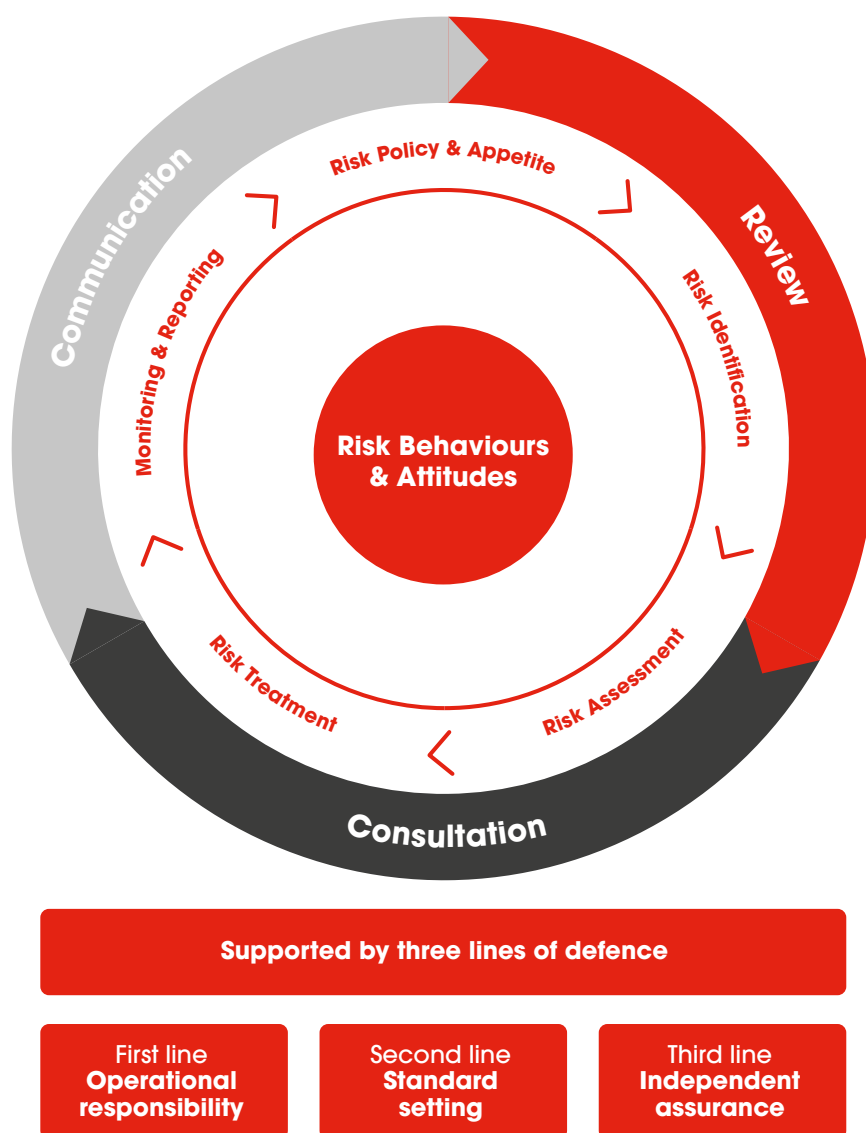 Communication
Review
Consultation
Risk Policy & Appetite
Risk Identification
Risk Assessment
Risk Treatment
Monitoring & Reporting
Risk Behaviours
& Attitudes
Supported by three lines of defence
First line
Operational
responsibility
Second line
Standard
setting
Third line
Independent
assurance